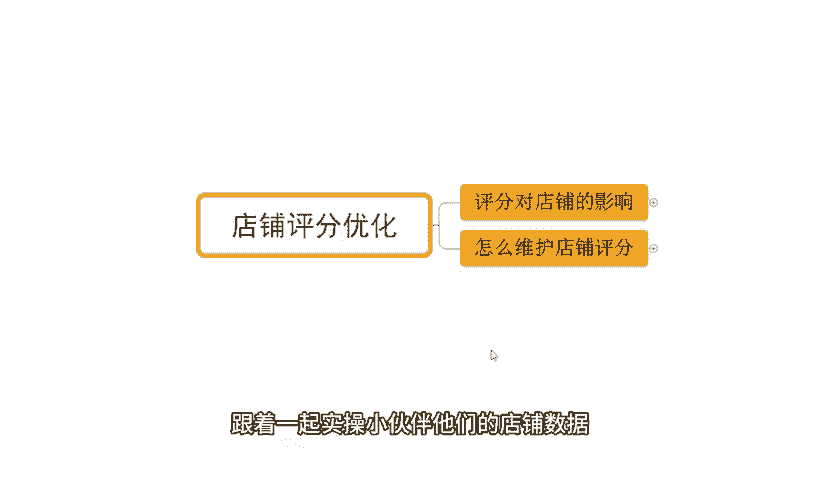 店铺评分优化
评分对店铺的影响
怎么维护店铺评分
跟着一起实操小伙伴他们的店铺数据